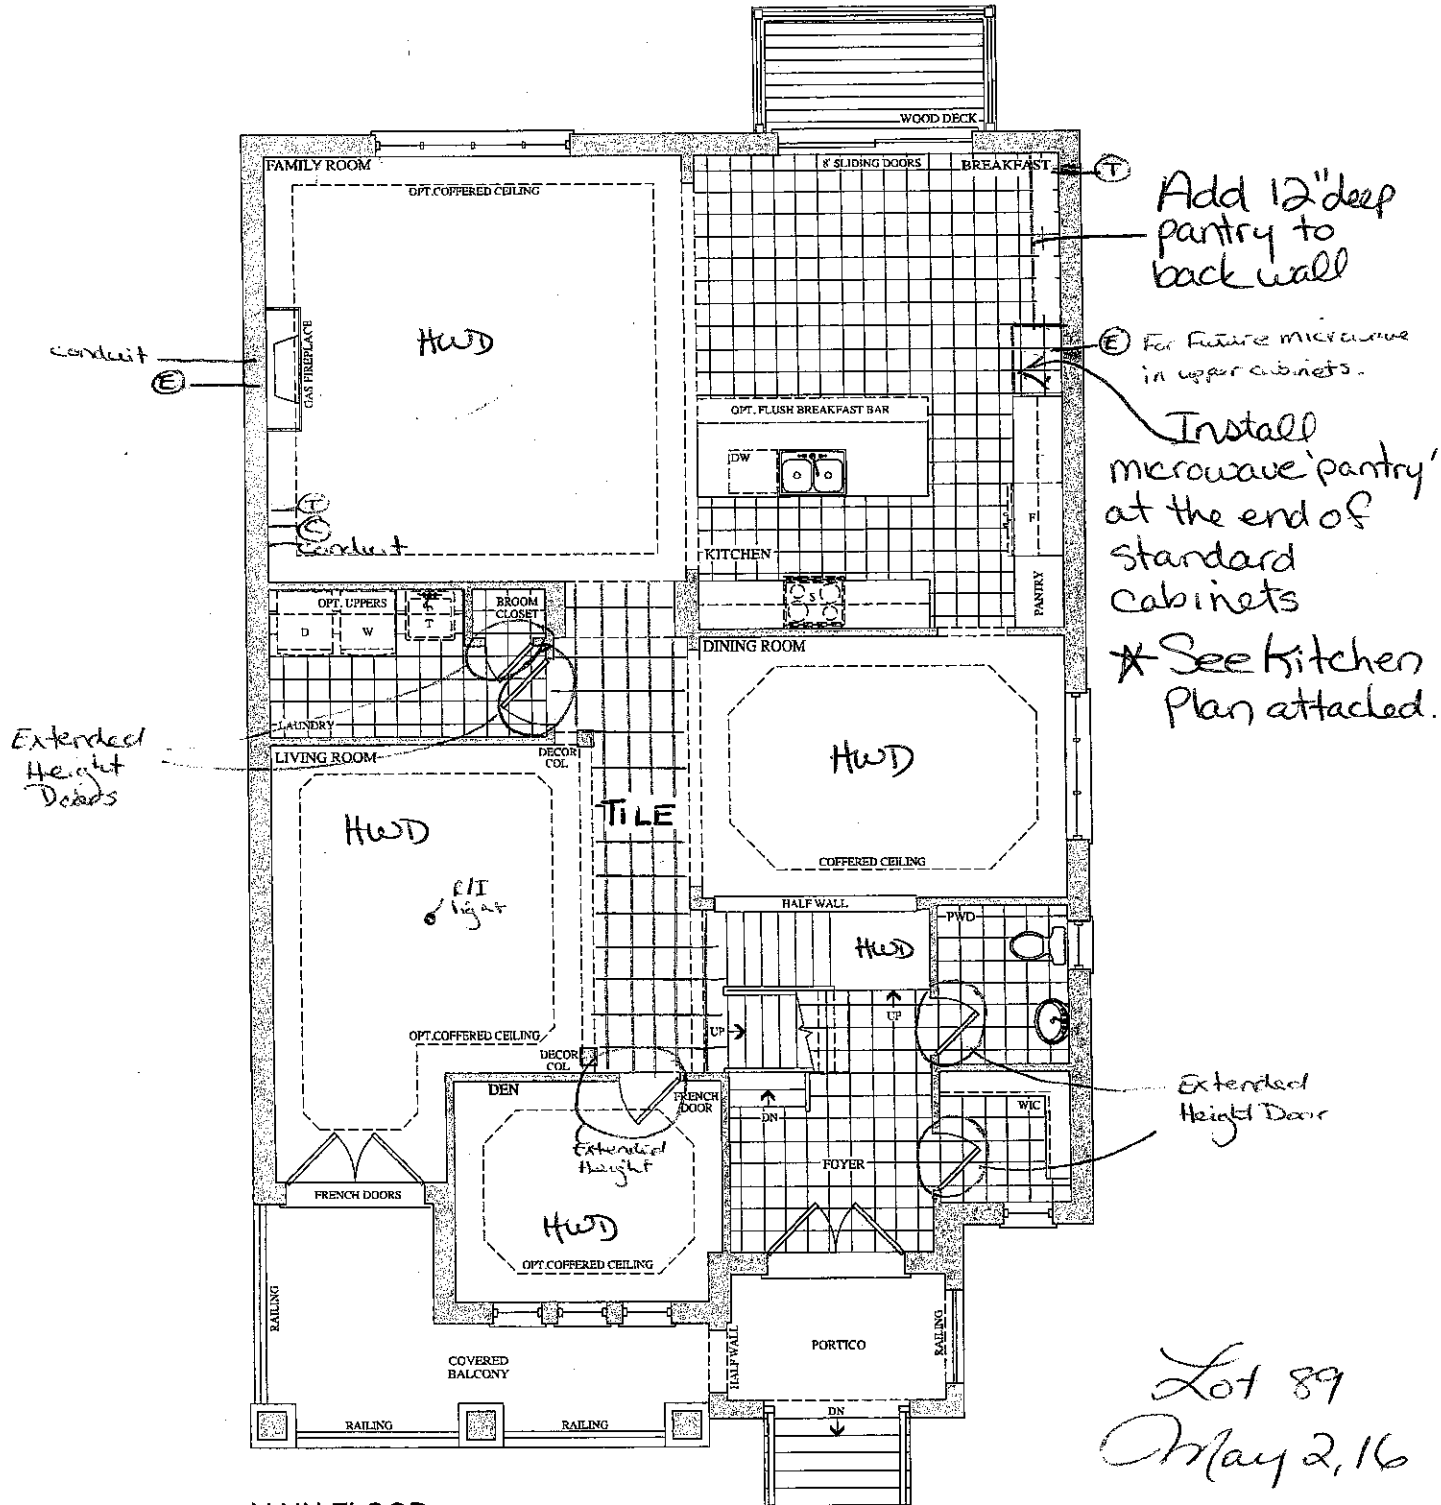 WOOD DECK
FAMILY ROOM
8' SLIDING DOORS
BREAKFAST
T
OPT.COFFERED CEILING
Add 12" deep
pantry to
back wall
HWD
GAS FIREPLACE
conduit
E
E For Future microwave
in upper cabinets.
OPT. FLUSH BREAKFAST BAR
DW
Install
microwave 'pantry'
at the end of
standard
cabinets
* See Kitchen
Plan attached.
T
C
conduit
F
KITCHEN
S
PANTRY
OPT. UPPERS
D
W
T
BROOM
CLOSET
LAUNDRY
Extended
Height
Doors
DINING ROOM
HWD
COFFERED CEILING
LIVING ROOM
DECOR
COL
HWD
TILE
R/I
light
HALF WALL
PWD
HWD
UP
UP
OPT.COFFERED CEILING
DECOR
COL
DEN
FRENCH
DOOR
Extended
Height
DN
WIC
Extended
Height Door
FOYER
FRENCH DOORS
HWD
OPT.COFFERED CEILING
RAILING
COVERED
BALCONY
HALF WALL
PORTICO
RAILING
RAILING
RAILING
DN
Lot 89
May 2, 16
MAIN FLOOR